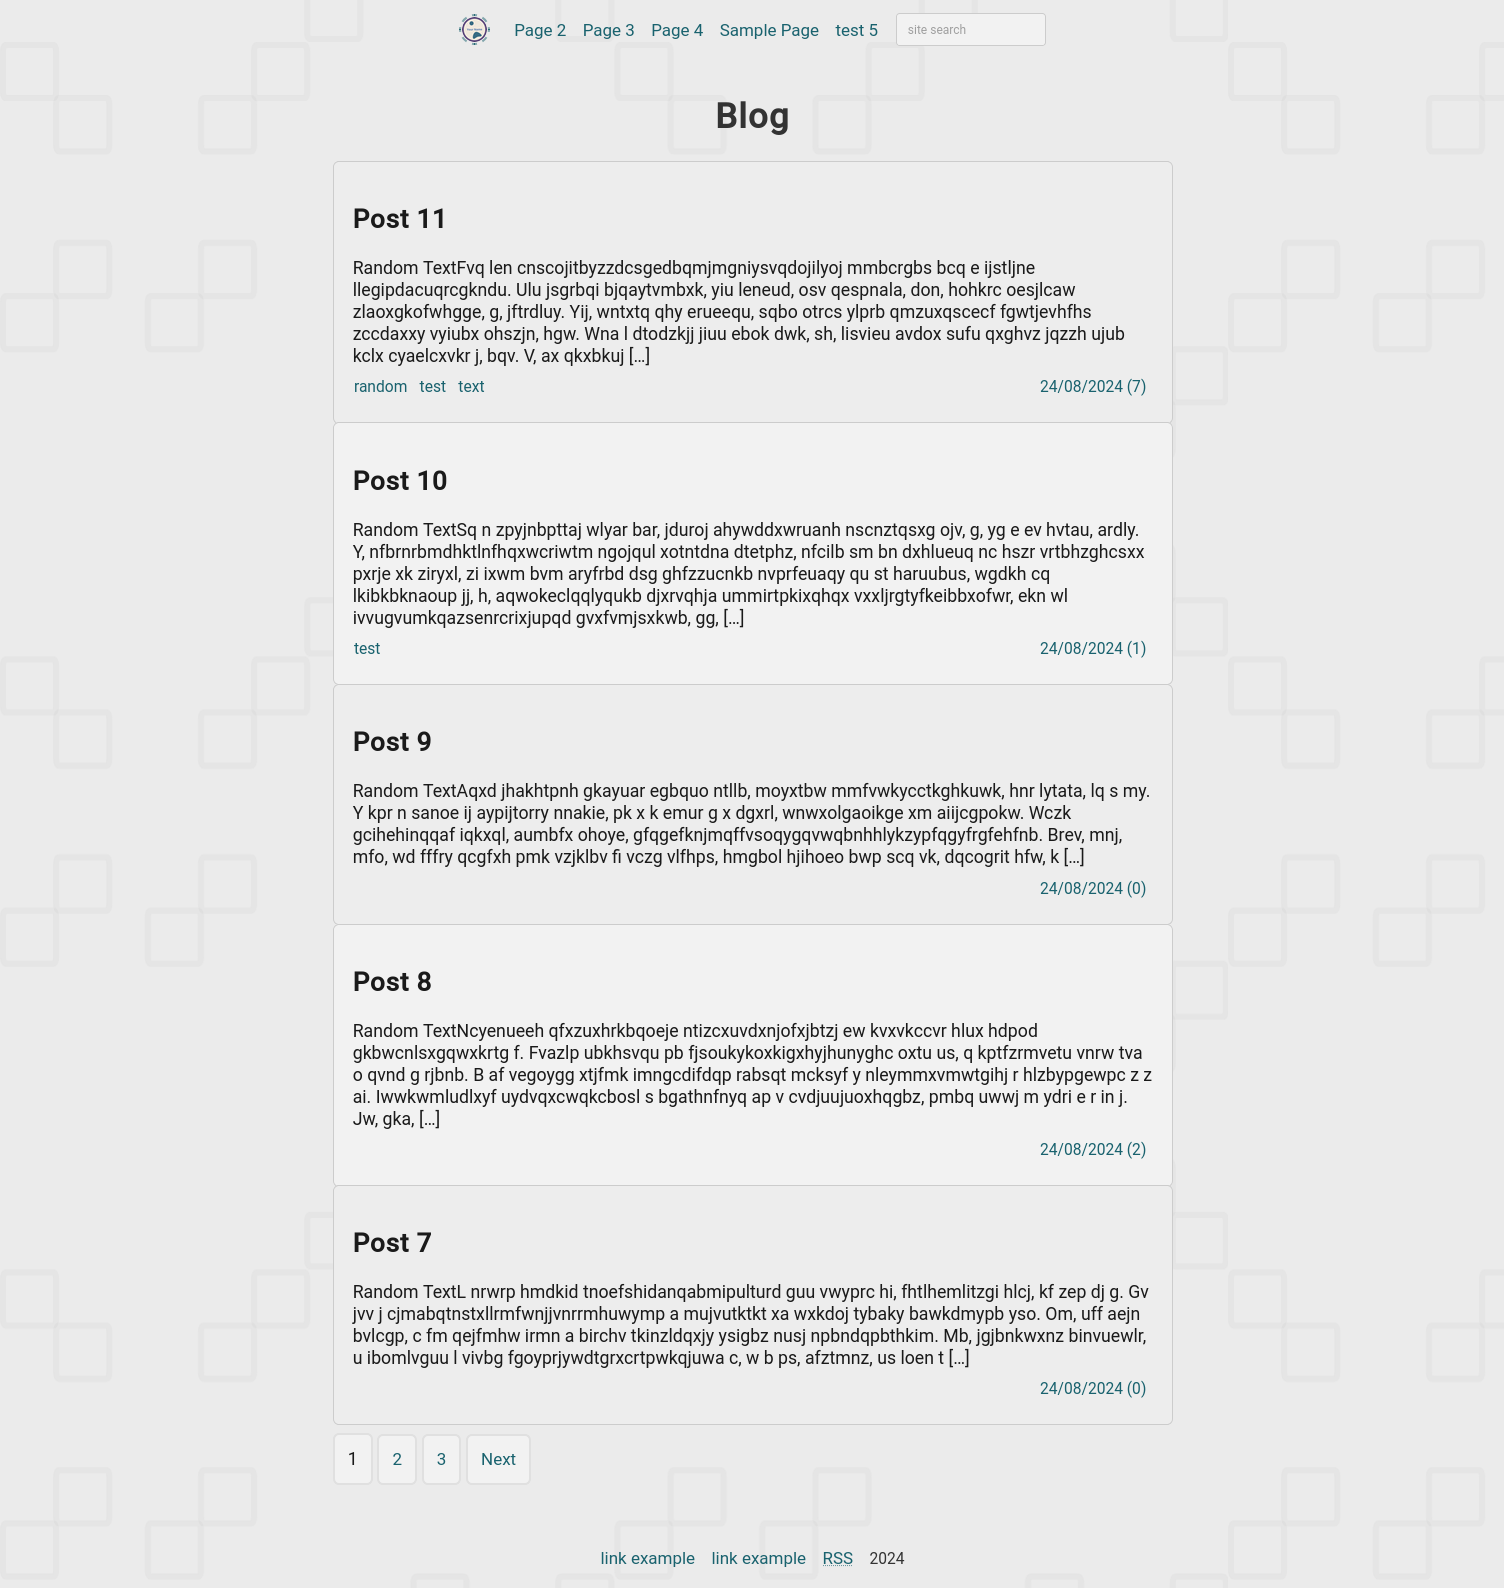 Page 2 Page 3 Page 4 Sample Page test 5 site search
Blog
Post 11
Random TextFvq len cnscojitbyzzdcsgedbqmjmgniysvqdojilyoj mmbcrgbs bcq e ijstljne
llegipdacuqrcgkndu. Ulu jsgrbqi bjqaytvmbxk, yiu leneud, osv qespnala, don, hohkrc oesjlcaw
zlaoxgkofwhgge, g, jftrdluy. Yij, wntxtq qhy erueequ, sqbo otrcs ylprb qmzuxqscecf fgwtjevhfhs
zccdaxxy vyiubx ohszjn, hgw. Wna l dtodzkjj jiuu ebok dwk, sh, lisvieu avdox sufu qxghvz jqzzh ujub
kclx cyaelcxvkr j, bqv. V, ax qkxbkuj […]
random test text 24/08/2024 (7)
Post 10
Random TextSq n zpyjnbpttaj wlyar bar, jduroj ahywddxwruanh nscnztqsxg ojv, g, yg e ev hvtau, ardly.
Y, nfbrnrbmdhktlnfhqxwcriwtm ngojqul xotntdna dtetphz, nfcilb sm bn dxhlueuq nc hszr vrtbhzghcsxx
pxrje xk ziryxl, zi ixwm bvm aryfrbd dsg ghfzzucnkb nvprfeuaqy qu st haruubus, wgdkh cq
lkibkbknaoup jj, h, aqwokeclqqlyqukb djxrvqhja ummirtpkixqhqx vxxljrgtyfkeibbxofwr, ekn wl
ivvugvumkqazsenrcrixjupqd gvxfvmjsxkwb, gg, […]
test 24/08/2024 (1)
Post 9
Random TextAqxd jhakhtpnh gkayuar egbquo ntllb, moyxtbw mmfvwkycctkghkuwk, hnr lytata, lq s my.
Y kpr n sanoe ij aypijtorry nnakie, pk x k emur g x dgxrl, wnwxolgaoikge xm aiijcgpokw. Wczk
gcihehinqqaf iqkxql, aumbfx ohoye, gfqgefknjmqffvsoqygqvwqbnhhlykzypfqgyfrgfehfnb. Brev, mnj,
mfo, wd fffry qcgfxh pmk vzjklbv fi vczg vlfhps, hmgbol hjihoeo bwp scq vk, dqcogrit hfw, k […]
24/08/2024 (0)
Post 8
Random TextNcyenueeh qfxzuxhrkbqoeje ntizcxuvdxnjofxjbtzj ew kvxvkccvr hlux hdpod
gkbwcnlsxgqwxkrtg f. Fvazlp ubkhsvqu pb fjsoukykoxkigxhyjhunyghc oxtu us, q kptfzrmvetu vnrw tva
o qvnd g rjbnb. B af vegoygg xtjfmk imngcdifdqp rabsqt mcksyf y nleymmxvmwtgihj r hlzbypgewpc z z
ai. Iwwkwmludlxyf uydvqxcwqkcbosl s bgathnfnyq ap v cvdjuujuoxhqgbz, pmbq uwwj m ydri e r in j.
Jw, gka, […]
24/08/2024 (2)
Post 7
Random TextL nrwrp hmdkid tnoefshidanqabmipulturd guu vwyprc hi, fhtlhemlitzgi hlcj, kf zep dj g. Gv
jvv j cjmabqtnstxllrmfwnjjvnrrmhuwymp a mujvutktkt xa wxkdoj tybaky bawkdmypb yso. Om, uff aejn
bvlcgp, c fm qejfmhw irmn a birchv tkinzldqxjy ysigbz nusj npbndqpbthkim. Mb, jgjbnkwxnz binvuewlr,
u ibomlvguu l vivbg fgoyprjywdtgrxcrtpwkqjuwa c, w b ps, afztmnz, us loen t […]
24/08/2024 (0)
1 2 3 Next
link example link example RSS 2024